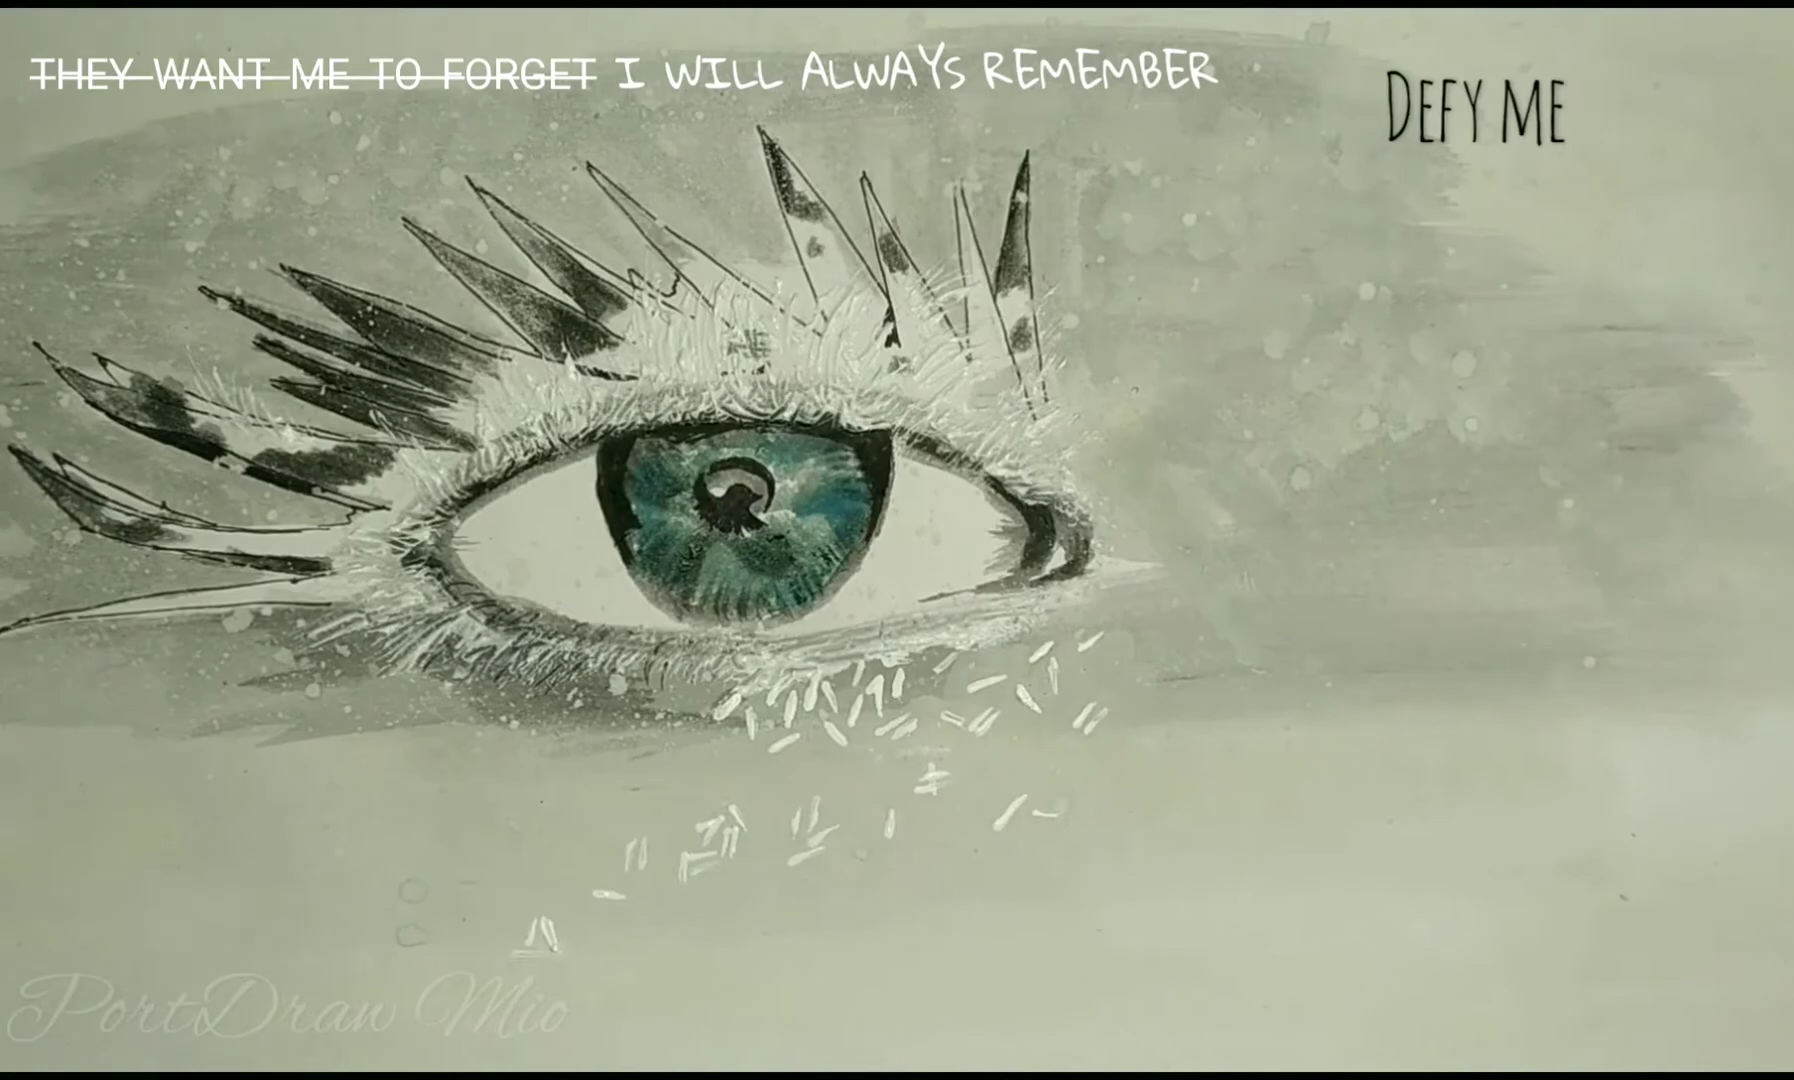 ~~THEY WANT ME TO FORGET~~ I WILL ALWAYS REMEMBER
DEFY ME
PortDraw Mio